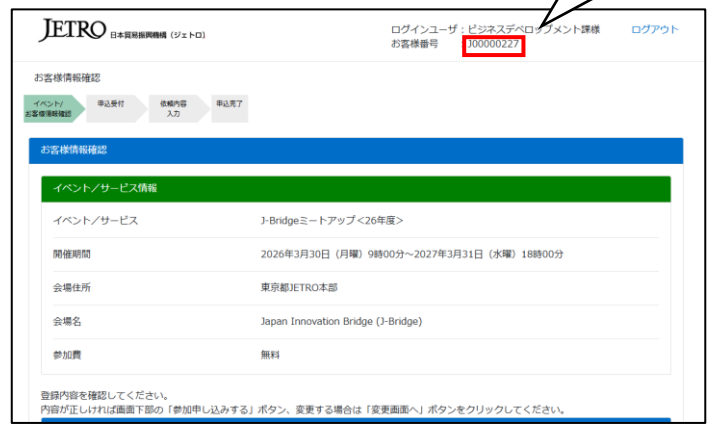 JETRO 日本貿易振興機構（ジェトロ）
ログインユーザ：ビジネスデベロップメント課様 ログアウト
お客様番号 J00000227
お客様情報確認
イベント/
お客様情報確認
申込受付
依頼内容
入力
申込完了
お客様情報確認
イベント／サービス情報
イベント／サービス J-Bridgeミートアップ<26年度>
開催期間 2026年3月30日（月曜）9時00分～2027年3月31日（水曜）18時00分
会場住所 東京都JETRO本部
会場名 Japan Innovation Bridge (J-Bridge)
参加費 無料
登録内容を確認してください。
内容が正しければ画面下部の「参加申し込みする」ボタン、変更する場合は「変更画面へ」ボタンをクリックしてください。